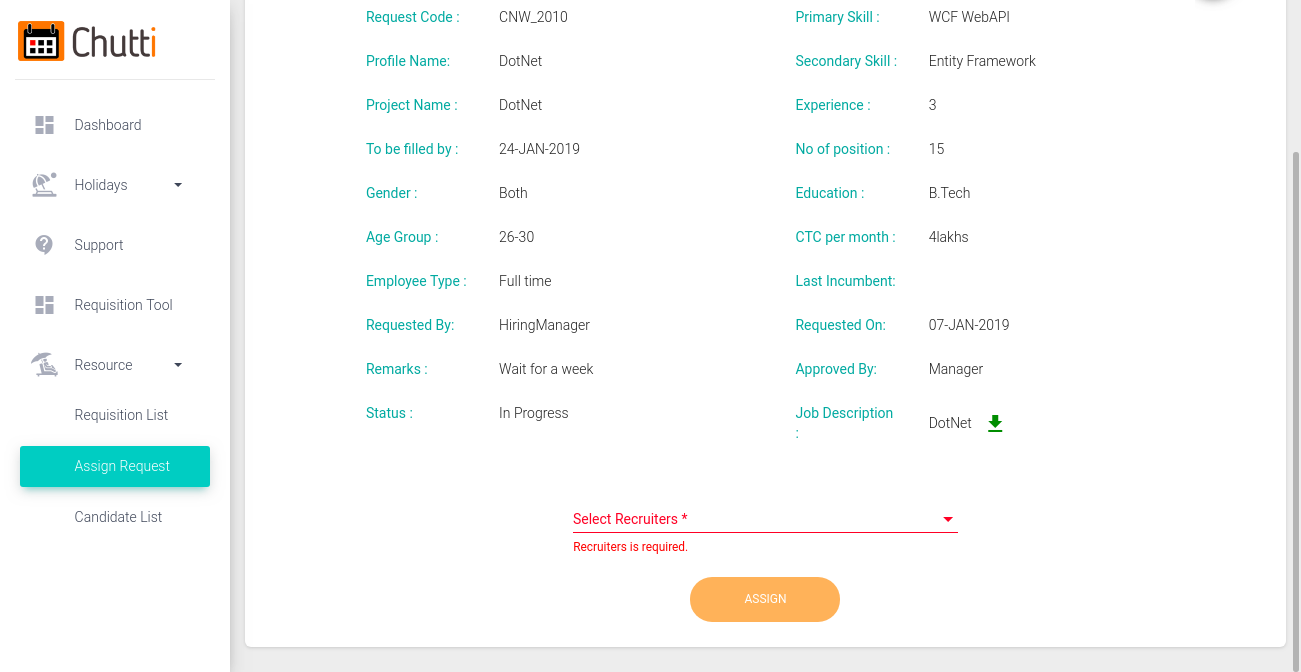 Chutti
Dashboard
Holidays
Support
Requisition Tool
Resource
Requisition List
Assign Request
Candidate List
Request Code : CNW_2010 Primary Skill : WCF WebAPI
Profile Name: DotNet Secondary Skill : Entity Framework
Project Name : DotNet Experience : 3
To be filled by : 24-JAN-2019 No of position : 15
Gender : Both Education : B.Tech
Age Group : 26-30 CTC per month : 4lakhs
Employee Type : Full time Last Incumbent:
Requested By: HiringManager Requested On: 07-JAN-2019
Remarks : Wait for a week Approved By: Manager
Status : In Progress Job Description : DotNet
Select Recruiters *
Recruiters is required.
ASSIGN